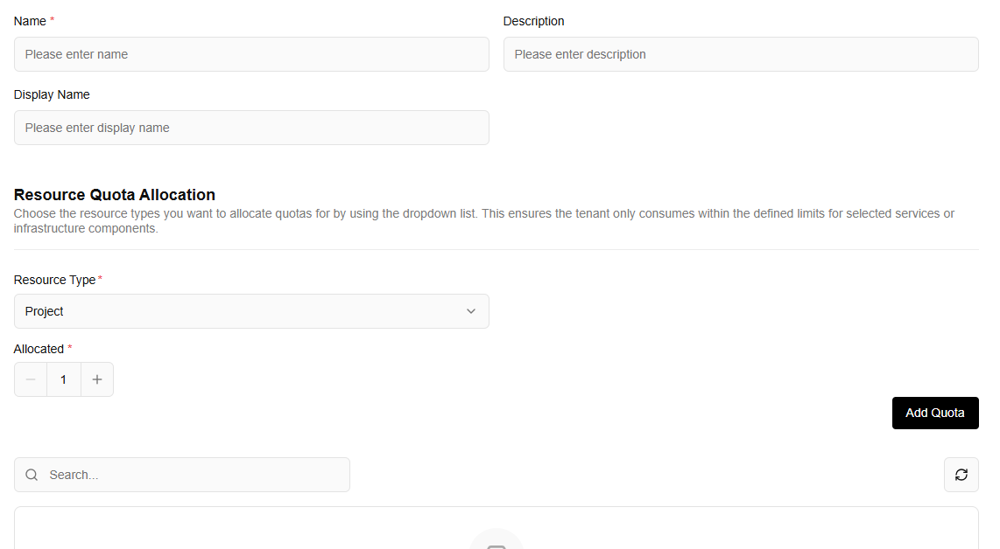 Name *
Description
Please enter name
Please enter description
Display Name
Please enter display name
Resource Quota Allocation
Choose the resource types you want to allocate quotas for by using the dropdown list. This ensures the tenant only consumes within the defined limits for selected services or
infrastructure components.
Resource Type*
Project
Allocated *
1
Add Quota
Search...